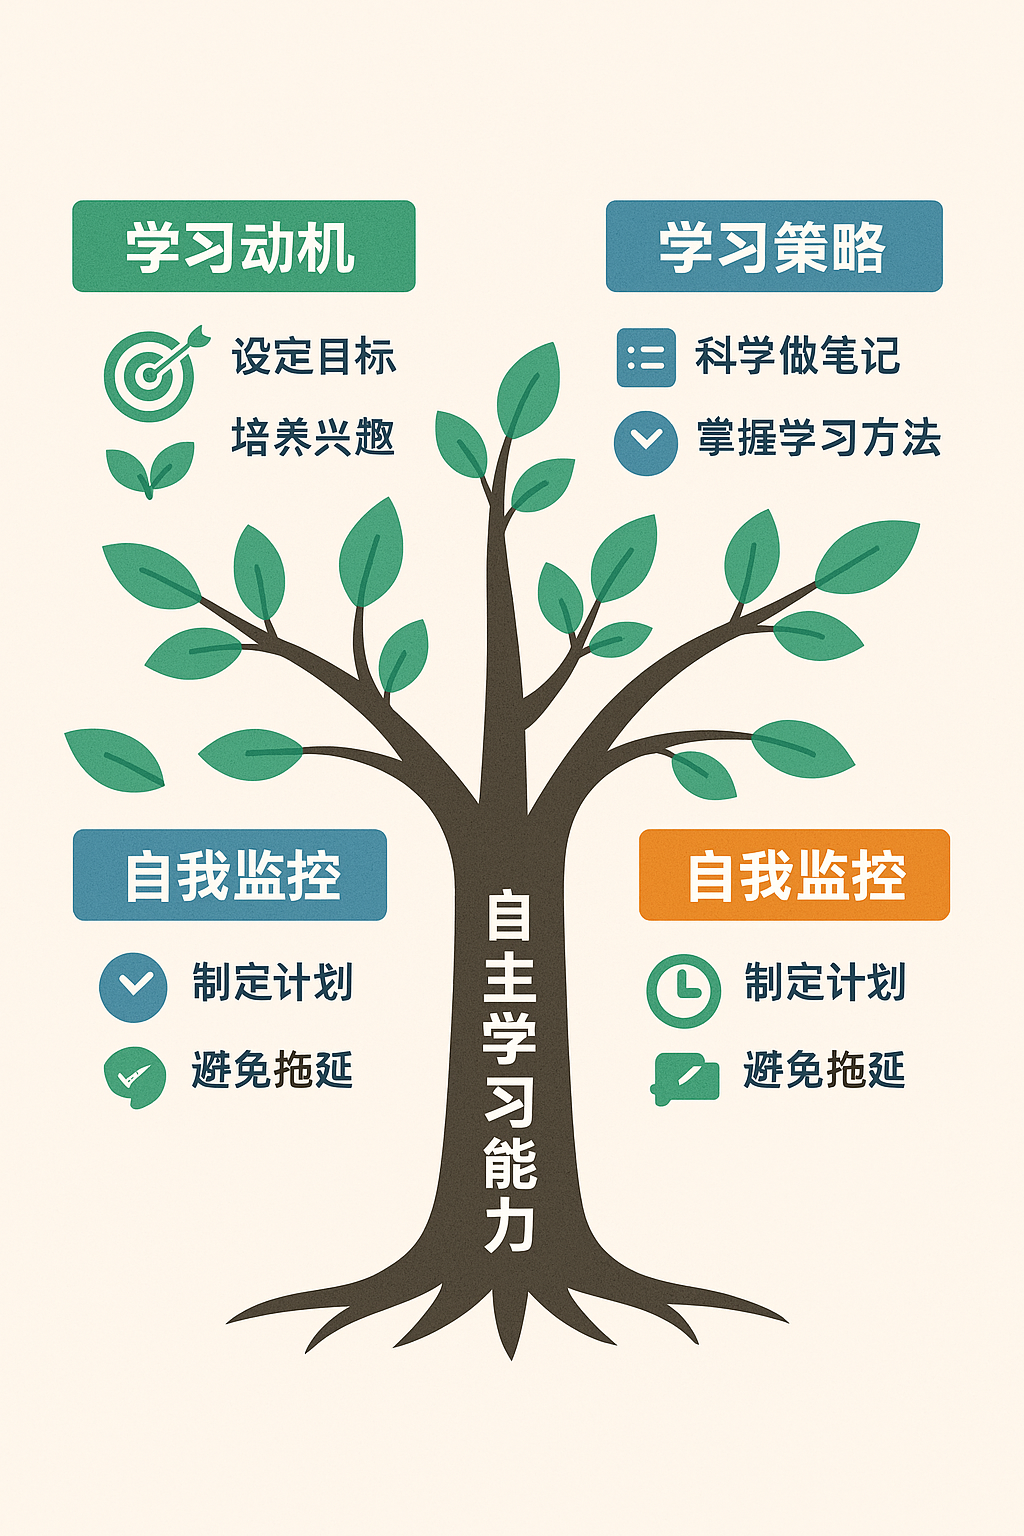 学习动机
设定目标
培养兴趣
学习策略
科学做笔记
掌握学习方法
自我监控
制定计划
避免拖延
自主学习能力
自我监控
制定计划
避免拖延